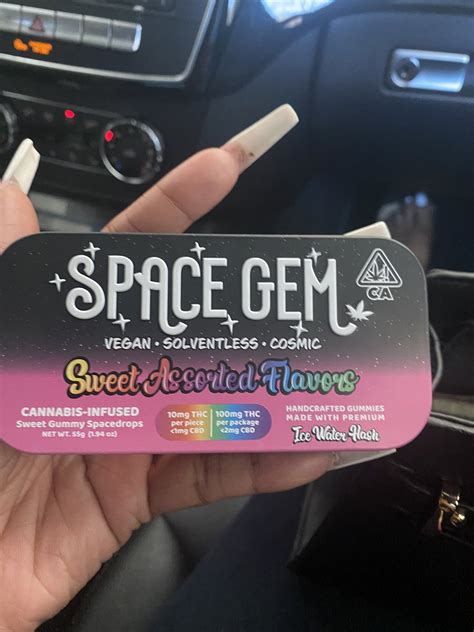 SPACE GEM
VEGAN • SOLVENTLESS • COSMIC
CA
Sweet Assorted Flavors
CANNABIS-INFUSED
Sweet Gummy Spacedrops
NET WT. 55g (1.94 oz)
10mg THC
per piece
<1mg CBD
100mg THC
per package
<2mg CBD
HANDCRAFTED GUMMIES
MADE WITH PREMIUM
Ice Water Hash